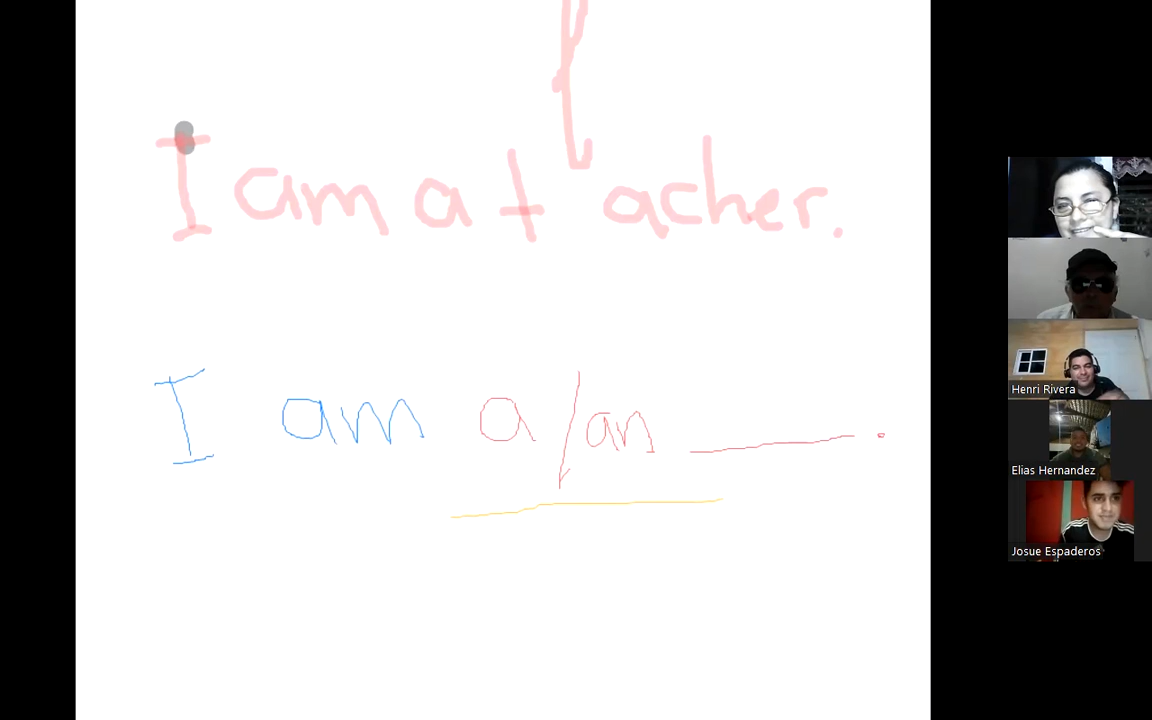 I am a t acher.
I am a/an ______.
Henri Rivera
Elias Hernandez
Josue Espaderos